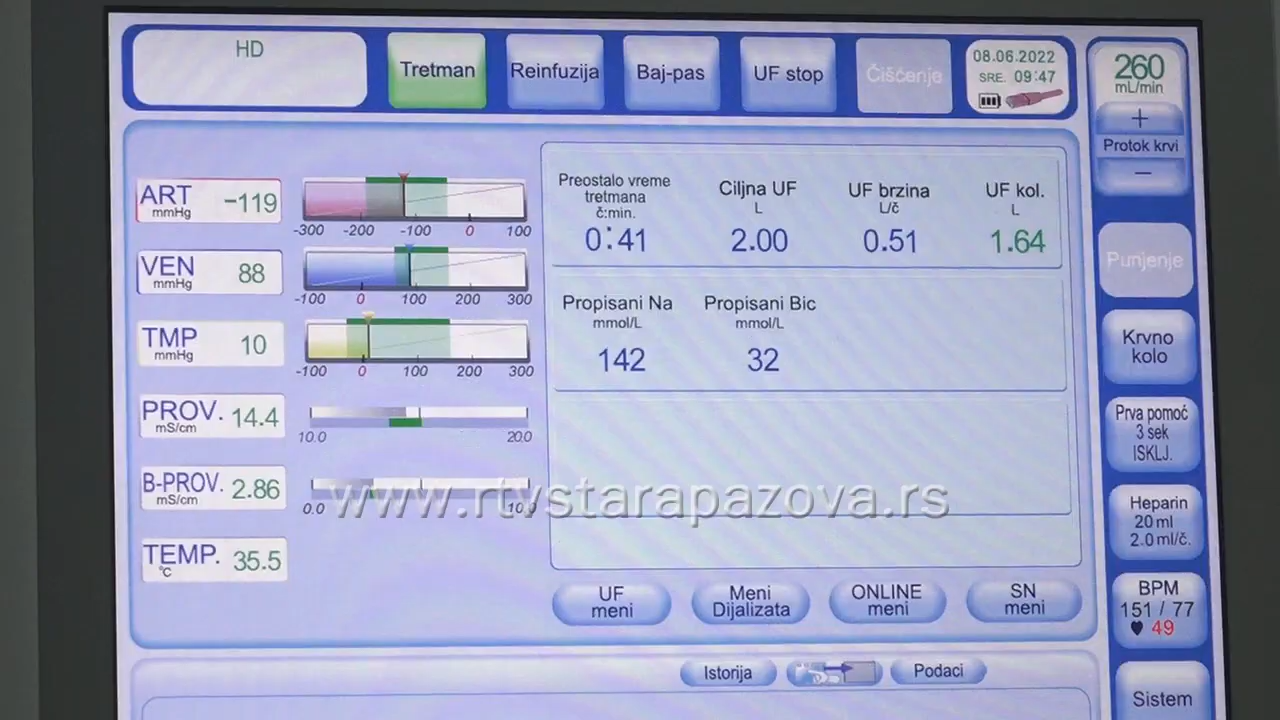 HD
Tretman
Reinfuzija
Baj-pas
UF stop
Čišćenje
08.06.2022
SRE. 09:47
260
mL/min
+
Protok krvi
−
ART
mmHg
-119
-300 -200 -100 0 100
VEN
mmHg
88
-100 0 100 200 300
TMP
mmHg
10
-100 0 100 200 300
PROV.
mS/cm
14.4
10.0 20.0
B-PROV.
mS/cm
2.86
0.0
TEMP.
°C
35.5
Preostalo vreme
tretmana
č:min.
0:41
Ciljna UF
L
2.00
UF brzina
L/č
0.51
UF kol.
L
1.64
Propisani Na
mmol/L
142
Propisani Bic
mmol/L
32
www.rtvstarapazova.rs
UF
meni
Meni
Dijalizata
ONLINE
meni
SN
meni
Punjenje
Krvno
kolo
Prva pomoć
3 sek
ISKLJ.
Heparin
20 ml
2.0 ml/č.
BPM
151 / 77
49
Sistem
Istorija
Podaci